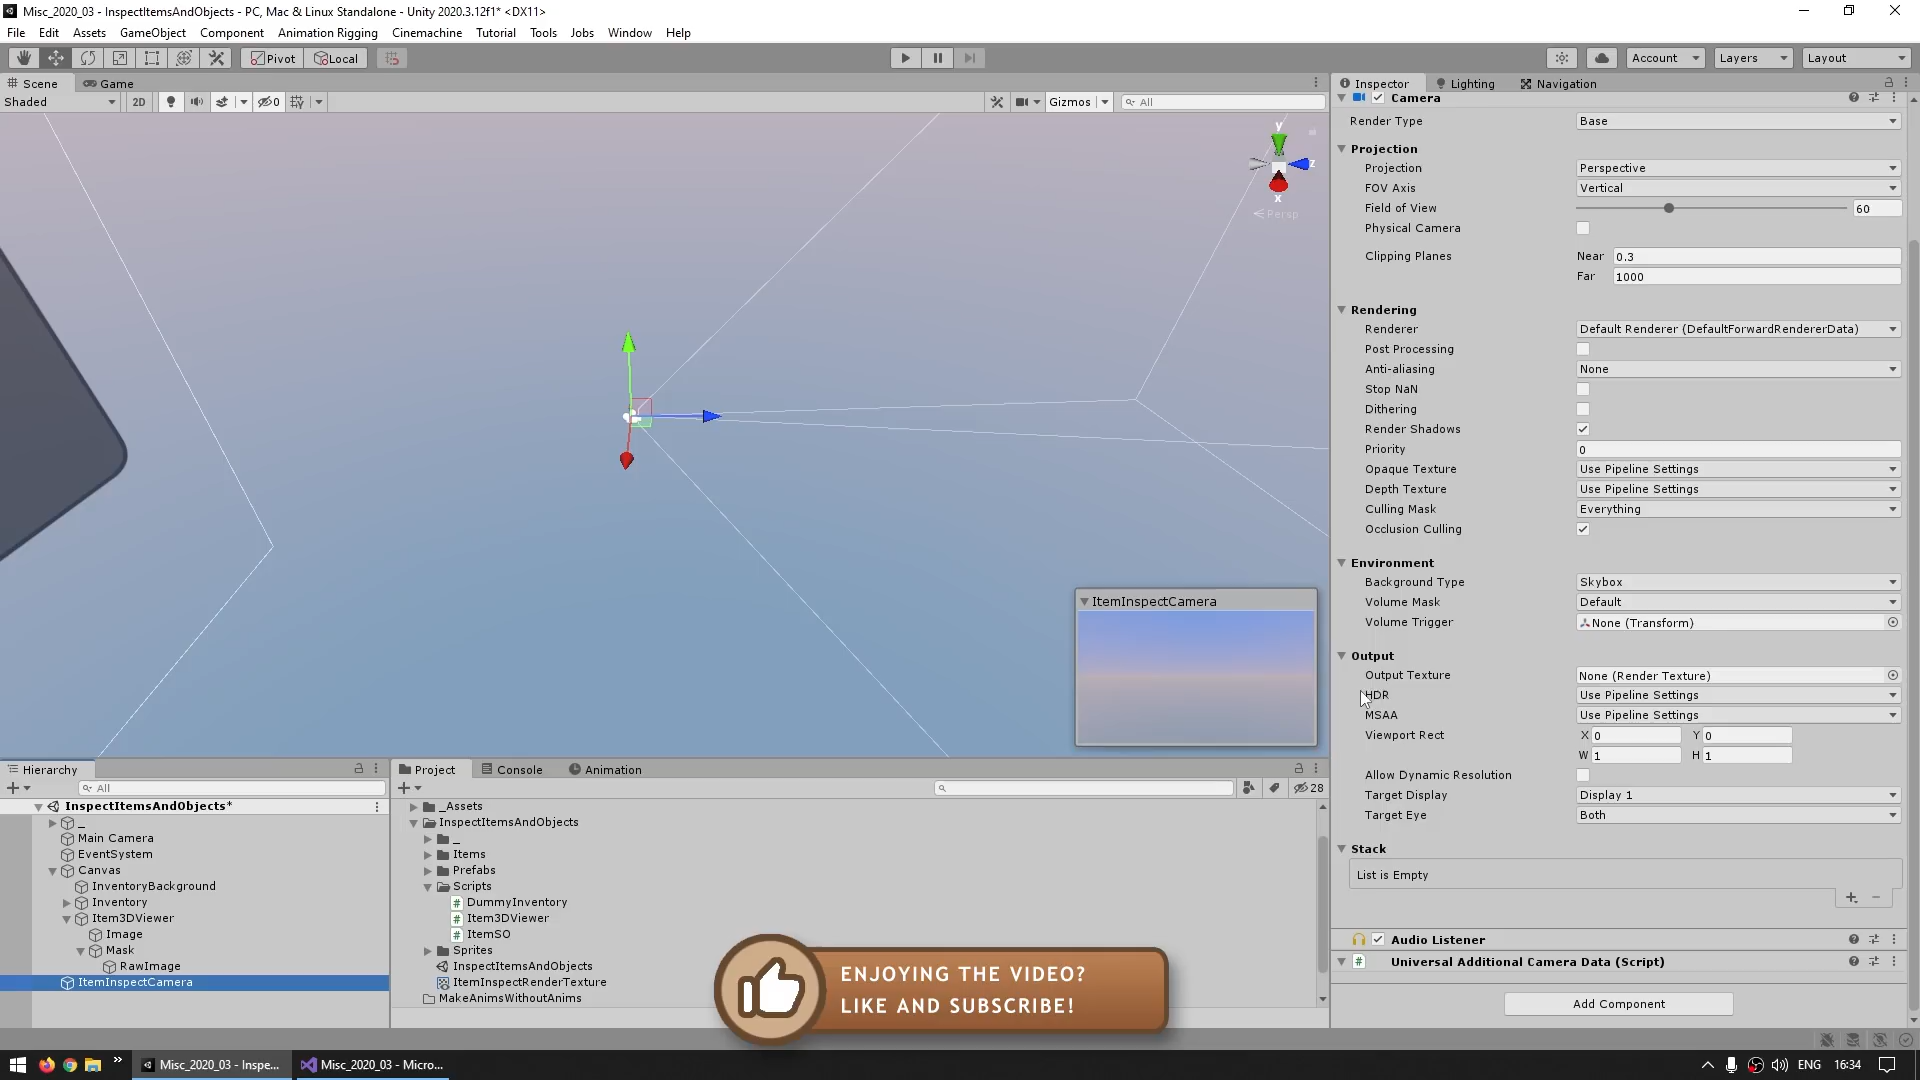 Misc_2020_03 - InspectItemsAndObjects - PC, Mac & Linux Standalone - Unity 2020.3.12f1* <DX11>
File Edit Assets GameObject Component Animation Rigging Cinemachine Tutorial Tools Jobs Window Help
Pivot Local Account Layers Layout
Scene Game
Shaded 2D 0 Gizmos All
y
z
x
Persp
ItemInspectCamera
Inspector Lighting Navigation
Camera
Render Type Base
Projection
Projection Perspective
FOV Axis Vertical
Field of View 60
Physical Camera
Clipping Planes Near 0.3
Far 1000
Rendering
Renderer Default Renderer (DefaultForwardRendererData)
Post Processing
Anti-aliasing None
Stop NaN
Dithering
Render Shadows
Priority 0
Opaque Texture Use Pipeline Settings
Depth Texture Use Pipeline Settings
Culling Mask Everything
Occlusion Culling
Environment
Background Type Skybox
Volume Mask Default
Volume Trigger None (Transform)
Output
Output Texture None (Render Texture)
HDR Use Pipeline Settings
MSAA Use Pipeline Settings
Viewport Rect X 0 Y 0
W 1 H 1
Allow Dynamic Resolution
Target Display Display 1
Target Eye Both
Stack
List is Empty
Audio Listener
Universal Additional Camera Data (Script)
Add Component
Hierarchy
All
InspectItemsAndObjects*
_
Main Camera
EventSystem
Canvas
InventoryBackground
Inventory
Item3DViewer
Image
Mask
RawImage
ItemInspectCamera
Project Console Animation
28
_Assets
InspectItemsAndObjects
_
Items
Prefabs
Scripts
DummyInventory
Item3DViewer
ItemSO
Sprites
InspectItemsAndObjects
ItemInspectRenderTexture
MakeAnimsWithoutAnims
ENJOYING THE VIDEO?
LIKE AND SUBSCRIBE!
Misc_2020_03 - Inspe... Misc_2020_03 - Micro... ENG 16:34